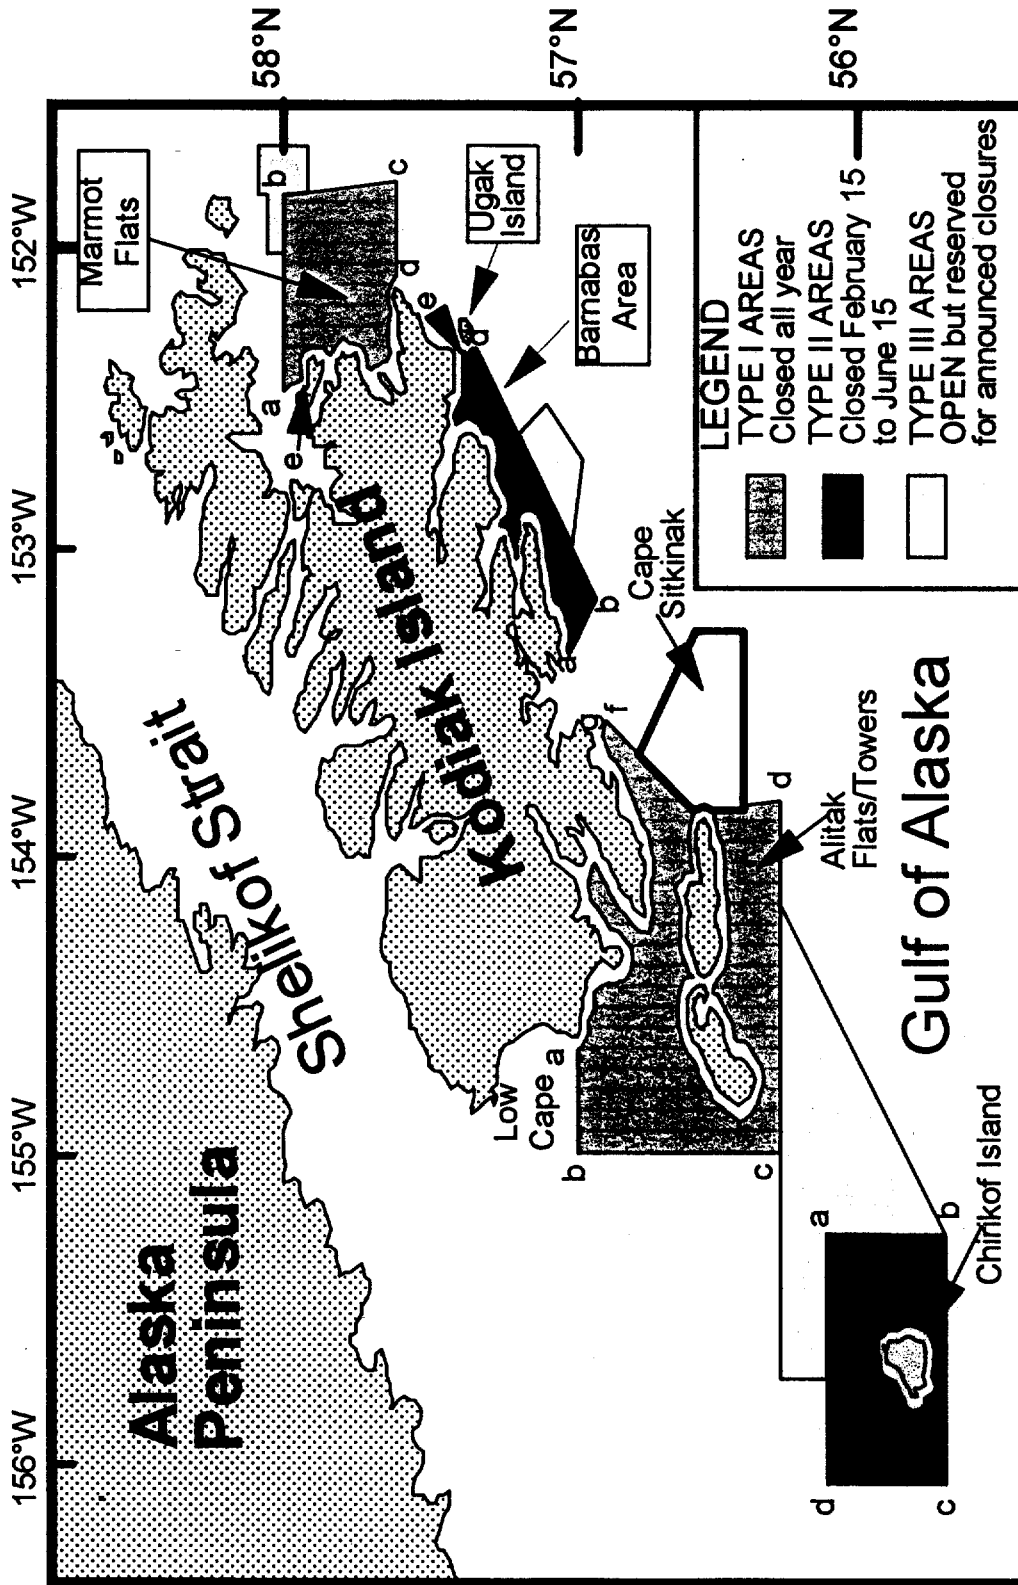 156°W
155°W
154°W
153°W
152°W
58°N
57°N
56°N
Alaska
Peninsula
Shelikof Strait
Kodiak Island
Marmot
Flats
a
b
c
d
e
Ugak
Island
Barnabas
Area
e
d
a
b
Cape
Sitkinak
Low
Cape
a
b
c
d
f
g
Alitak
Flats/Towers
Gulf of Alaska
a
b
c
d
Chirikof Island
LEGEND
TYPE I AREAS
Closed all year
TYPE II AREAS
Closed February 15
to June 15
TYPE III AREAS
OPEN but reserved
for announced closures